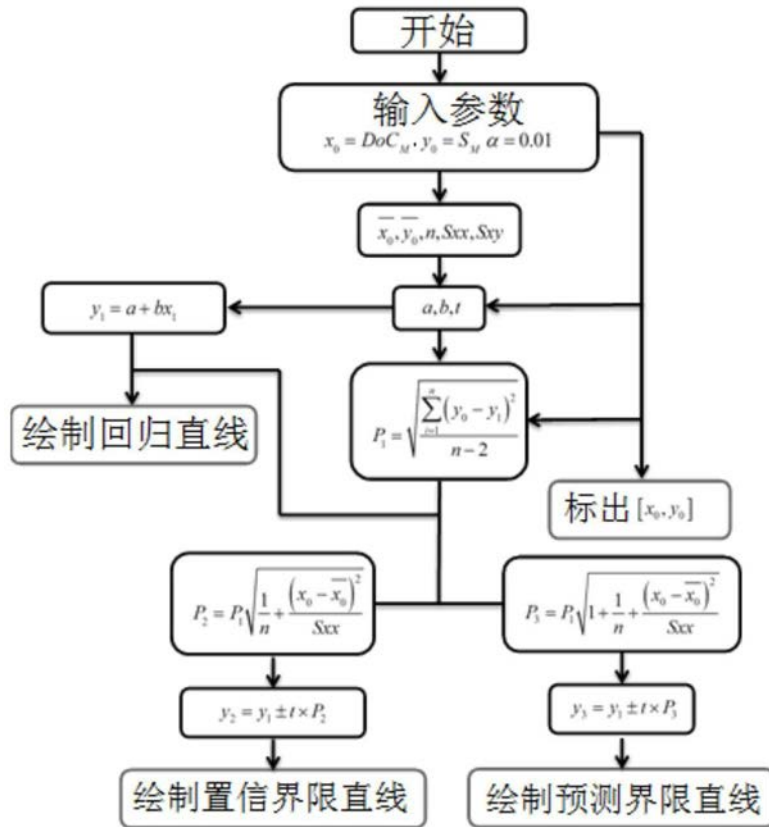 开始
输入参数
x₀ = DoC_M, y₀ = S_M α = 0.01
x̄₀, ȳ₀, n, Sxx, Sxy
y₁ = a + bx₁
a, b, t
绘制回归直线
P₁ = √(∑ᵢ₌₁ⁿ (y₀ − y₁)² / (n − 2))
标出 [x₀, y₀]
P₂ = P₁√(1/n + (x₀ − x̄₀)² / Sxx)
P₃ = P₁√(1 + 1/n + (x₀ − x̄₀)² / Sxx)
y₂ = y₁ ± t × P₂
y₃ = y₁ ± t × P₃
绘制置信界限直线
绘制预测界限直线